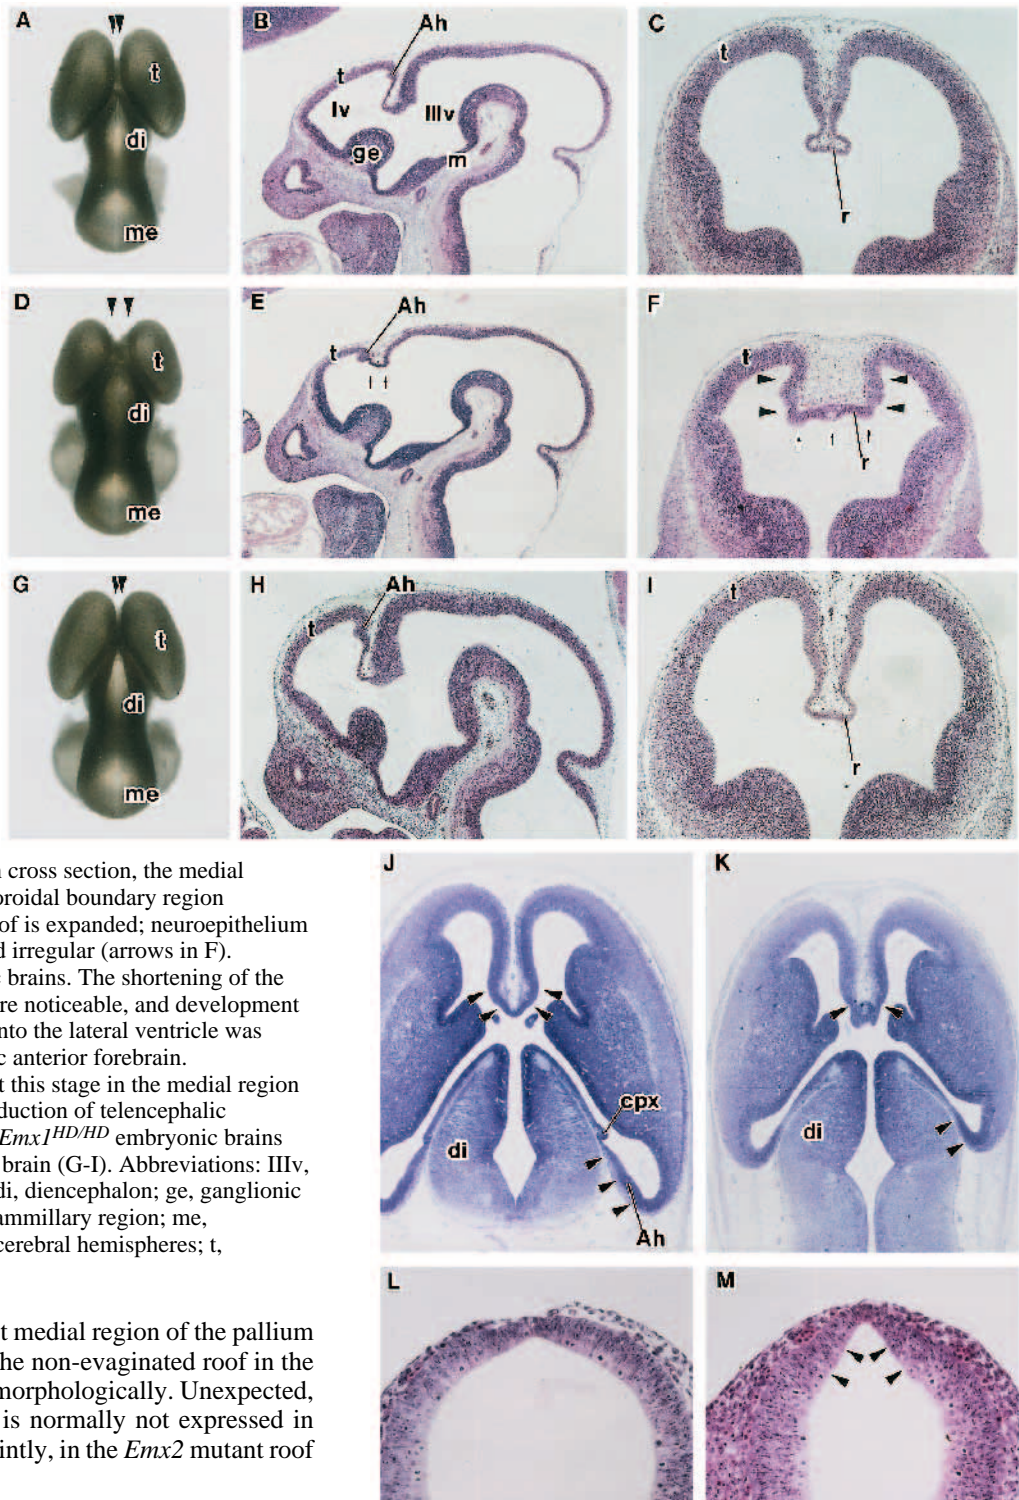 A
t
di
me
B
Ah
t
lv
IIIv
ge
m
C
t
r
D
t
di
me
E
Ah
t
F
t
r
G
t
di
me
H
Ah
t
I
t
r
cross section, the medial
oroidal boundary region
of is expanded; neuroepithelium
d irregular (arrows in F).
c brains. The shortening of the
re noticeable, and development
nto the lateral ventricle was
c anterior forebrain.
t this stage in the medial region
duction of telencephalic
Emx1HD/HD embryonic brains
brain (G-I). Abbreviations: IIIv,
di, diencephalon; ge, ganglionic
ammillary region; me,
cerebral hemispheres; t,
t medial region of the pallium
he non-evaginated roof in the
morphologically. Unexpected,
is normally not expressed in
intly, in the Emx2 mutant roof
J
cpx
di
Ah
K
di
L
M